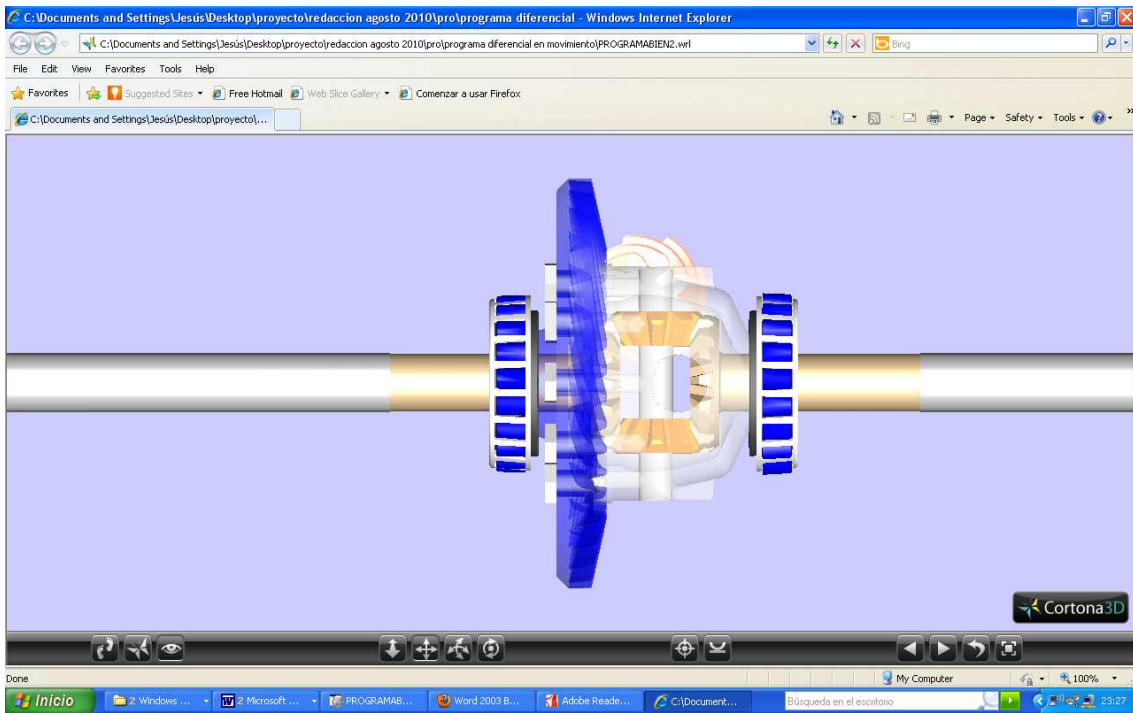 C:\Documents and Settings\Jesús\Desktop\proyecto\redaccion agosto 2010\pro\programa diferencial - Windows Internet Explorer
C:\Documents and Settings\Jesús\Desktop\proyecto\redaccion agosto 2010\pro\programa diferencial en movimiento\PROGRAMABIEN2.wrl
Bing
File Edit View Favorites Tools Help
Favorites Suggested Sites Free Hotmail Web Slice Gallery Comenzar a usar Firefox
C:\Documents and Settings\Jesús\Desktop\proyecto\... Page Safety Tools »
Cortona3D
Done My Computer 100%
Inicio 2 Windows ... 2 Microsoft ... PROGRAMAB... Word 2003 B... Adobe Reade... C:\Document... Búsqueda en el escritorio 23:27